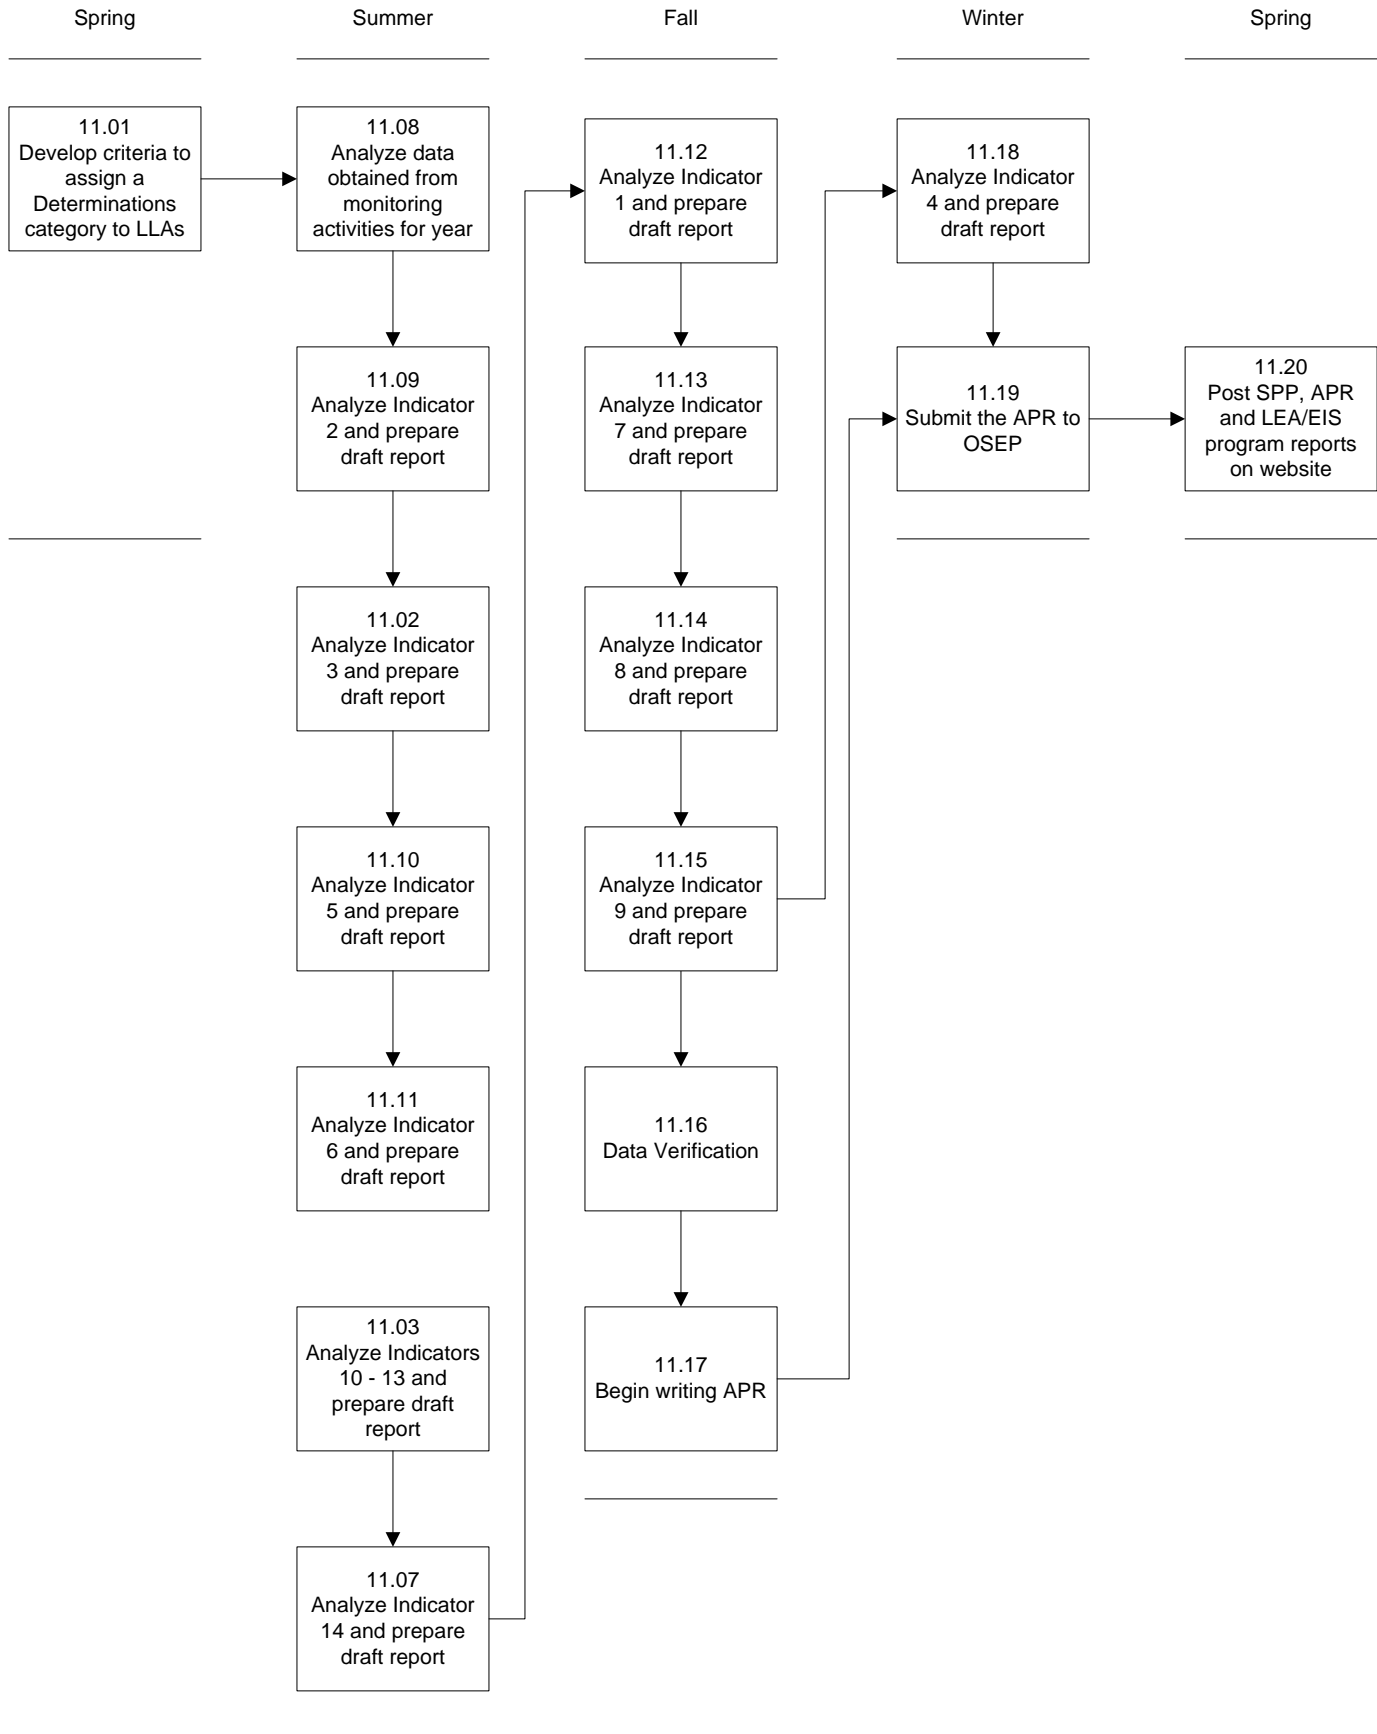 Spring
Summer
Fall
Winter
Spring
11.01
Develop criteria to
assign a
Determinations
category to LLAs
11.08
Analyze data
obtained from
monitoring
activities for year
11.09
Analyze Indicator
2 and prepare
draft report
11.02
Analyze Indicator
3 and prepare
draft report
11.10
Analyze Indicator
5 and prepare
draft report
11.11
Analyze Indicator
6 and prepare
draft report
11.03
Analyze Indicators
10 - 13 and
prepare draft
report
11.07
Analyze Indicator
14 and prepare
draft report
11.12
Analyze Indicator
1 and prepare
draft report
11.13
Analyze Indicator
7 and prepare
draft report
11.14
Analyze Indicator
8 and prepare
draft report
11.15
Analyze Indicator
9 and prepare
draft report
11.16
Data Verification
11.17
Begin writing APR
11.18
Analyze Indicator
4 and prepare
draft report
11.19
Submit the APR to
OSEP
11.20
Post SPP, APR
and LEA/EIS
program reports
on website